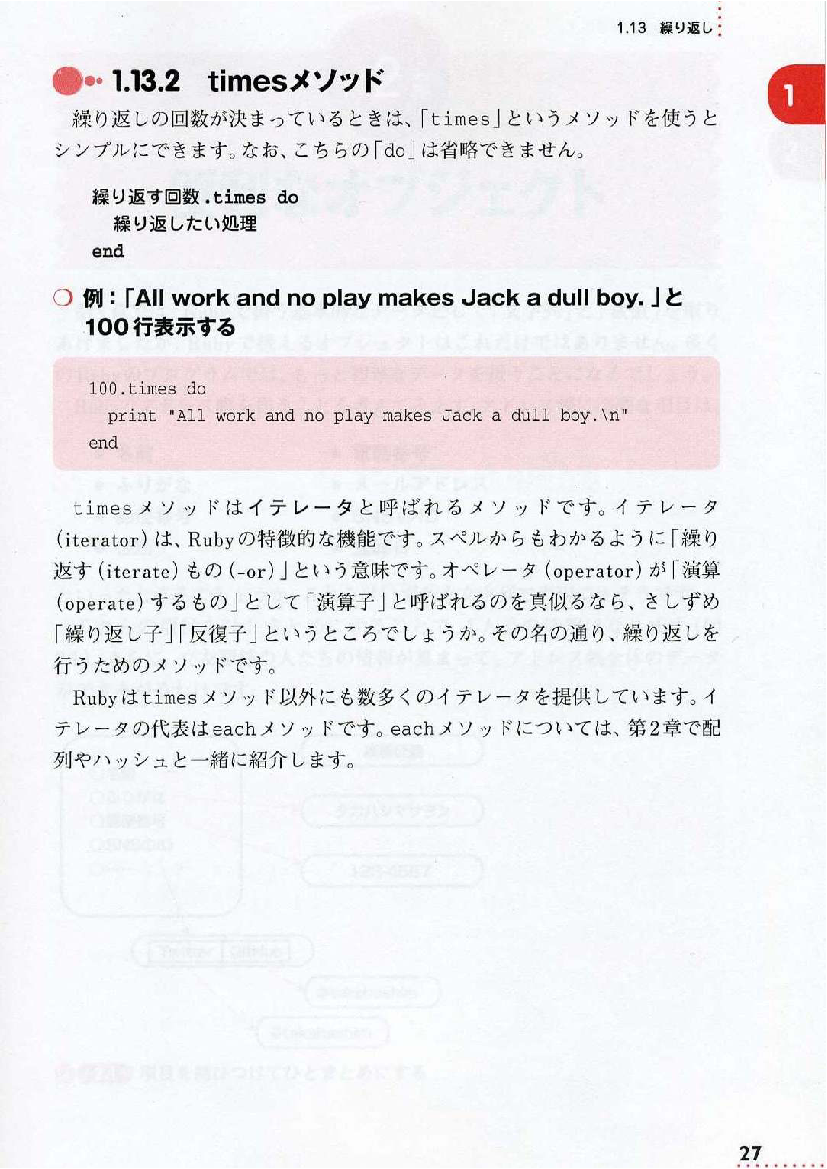 1.13 繰り返し
1
1.13.2 timesメソッド
繰り返しの回数が決まっているときは、「times」というメソッドを使うと
シンプルにできます。なお、こちらの「do」は省略できません。
繰り返す回数.times do
繰り返したい処理
end
❍ 例：「All work and no play makes Jack a dull boy. 」と
100行表示する
100.times do
print "All work and no play makes Jack a dull boy.\n"
end
timesメソッドはイテレータと呼ばれるメソッドです。イテレータ
(iterator) は、Rubyの特徴的な機能です。スペルからもわかるように「繰り
返す (iterate) もの (-or) 」という意味です。オペレータ (operator) が「演算
(operate) するもの」として「演算子」と呼ばれるのを真似るなら、さしずめ
「繰り返し子」「反復子」というところでしょうか。その名の通り、繰り返しを
行うためのメソッドです。
Rubyはtimesメソッド以外にも数多くのイテレータを提供しています。イ
テレータの代表はeachメソッドです。eachメソッドについては、第2章で配
列やハッシュと一緒に紹介します。
27